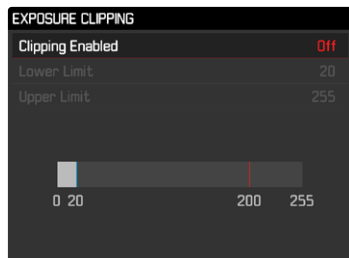 EXPOSURE CLIPPING
Clipping Enabled Off
Lower Limit 20
Upper Limit 255
0 20 200 255